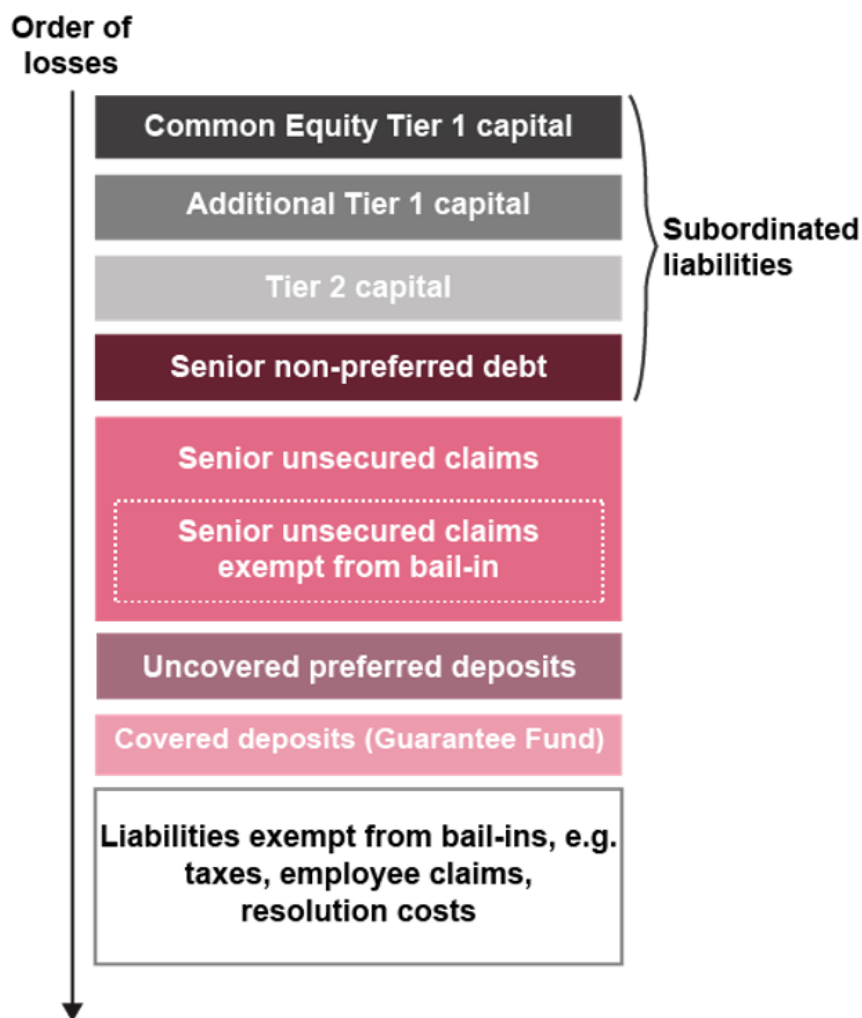 Order of
losses
Common Equity Tier 1 capital
Additional Tier 1 capital
Tier 2 capital
Senior non-preferred debt
Subordinated
liabilities
Senior unsecured claims
Senior unsecured claims
exempt from bail-in
Uncovered preferred deposits
Covered deposits (Guarantee Fund)
Liabilities exempt from bail-ins, e.g.
taxes, employee claims,
resolution costs